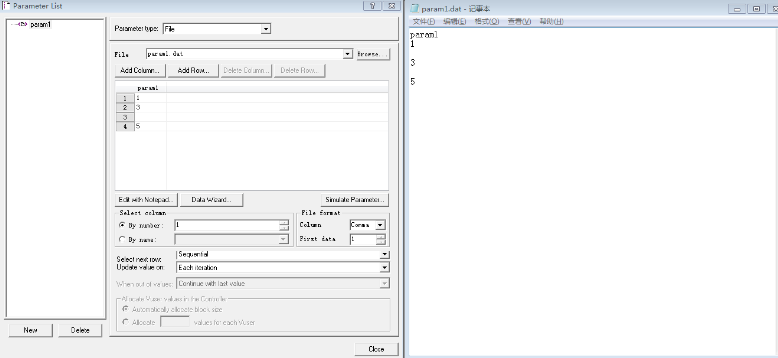 Parameter List
param1
Parameter type: File
File param1.dat Browse...
Add Column... Add Row... Delete Column... Delete Row...
param1
1 1
2 3
3
4 5
Edit with Notepad... Data Wizard... Simulate Parameter...
Select column
By number: 1
By name:
File format
Column Comma
First data 1
Select next row: Sequential
Update value on: Each iteration
When out of values: Continue with last value
Allocate Vuser values in the Controller
Automatically allocate block size
Allocate values for each Vuser
New Delete
Close
param1.dat - 记事本
文件(F) 编辑(E) 格式(O) 查看(V) 帮助(H)
param1
1
3
5